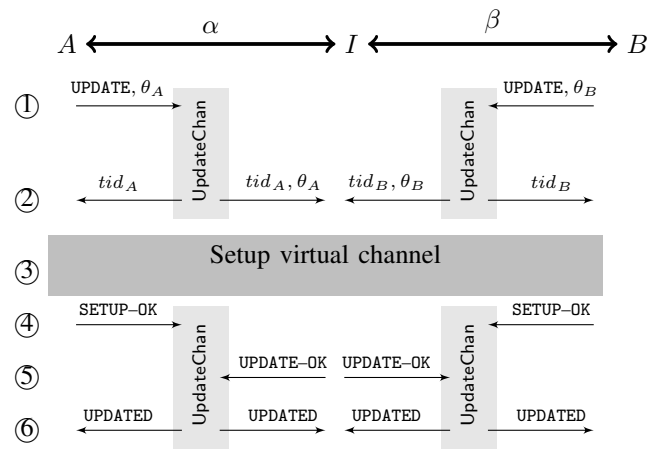 A α I β B
① UPDATE, θ_A UPDATE, θ_B
UpdateChan UpdateChan
② tid_A tid_A, θ_A tid_B, θ_B tid_B
③ Setup virtual channel
④ SETUP–OK SETUP–OK
UpdateChan UpdateChan
⑤ UPDATE–OK UPDATE–OK
⑥ UPDATED UPDATED UPDATED UPDATED